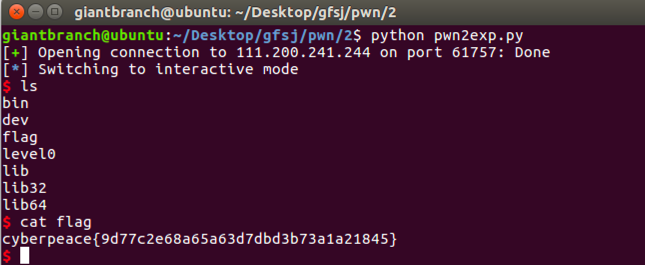 giantbranch@ubuntu: ~/Desktop/gfsj/pwn/2
giantbranch@ubuntu:~/Desktop/gfsj/pwn/2$ python pwn2exp.py
[+] Opening connection to 111.200.241.244 on port 61757: Done
[*] Switching to interactive mode
$ ls
bin
dev
flag
level0
lib
lib32
lib64
$ cat flag
cyberpeace{9d77c2e68a65a63d7dbd3b73a1a21845}
$